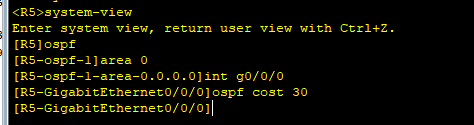 <R5>system-view
Enter system view, return user view with Ctrl+Z.
[R5]ospf
[R5-ospf-1]area 0
[R5-ospf-1-area-0.0.0.0]int g0/0/0
[R5-GigabitEthernet0/0/0]ospf cost 30
[R5-GigabitEthernet0/0/0]